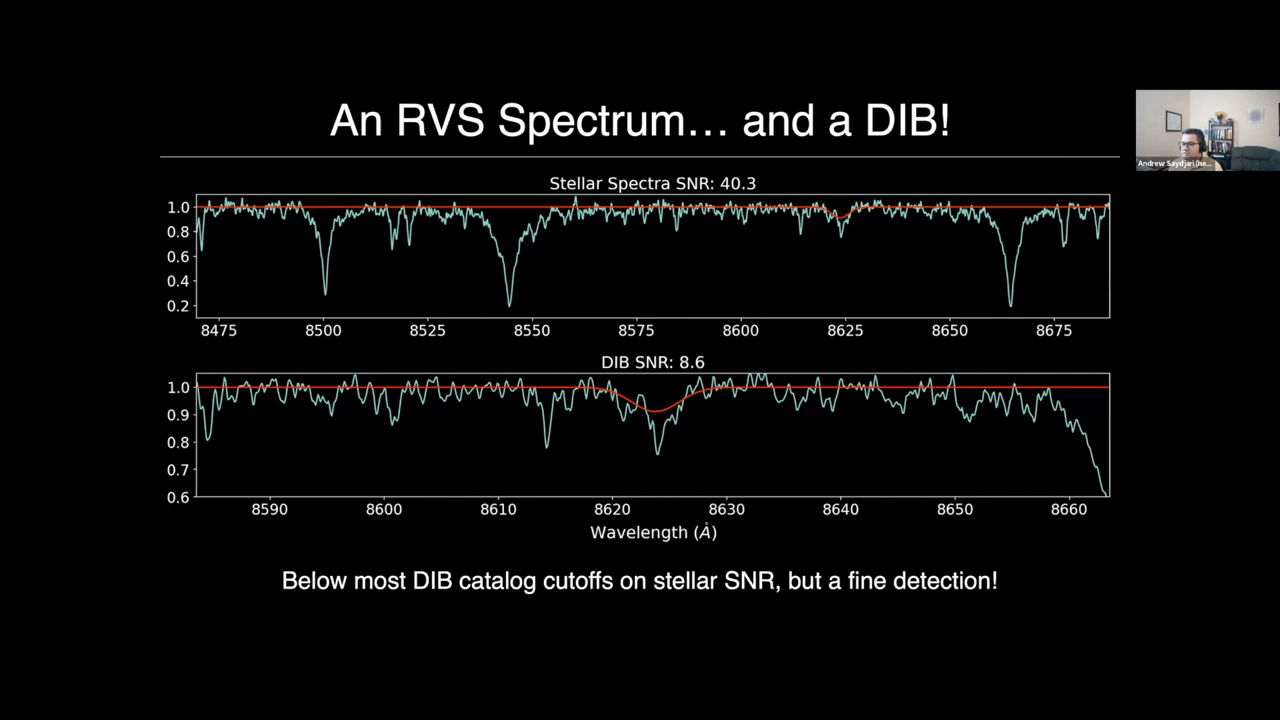 An RVS Spectrum... and a DIB!
Stellar Spectra SNR: 40.3
1.0
0.8
0.6
0.4
0.2
8475 8500 8525 8550 8575 8600 8625 8650 8675
DIB SNR: 8.6
1.0
0.9
0.8
0.7
0.6
8590 8600 8610 8620 8630 8640 8650 8660
Wavelength (Å)
Below most DIB catalog cutoffs on stellar SNR, but a fine detection!
Andrew Saydjari (he...